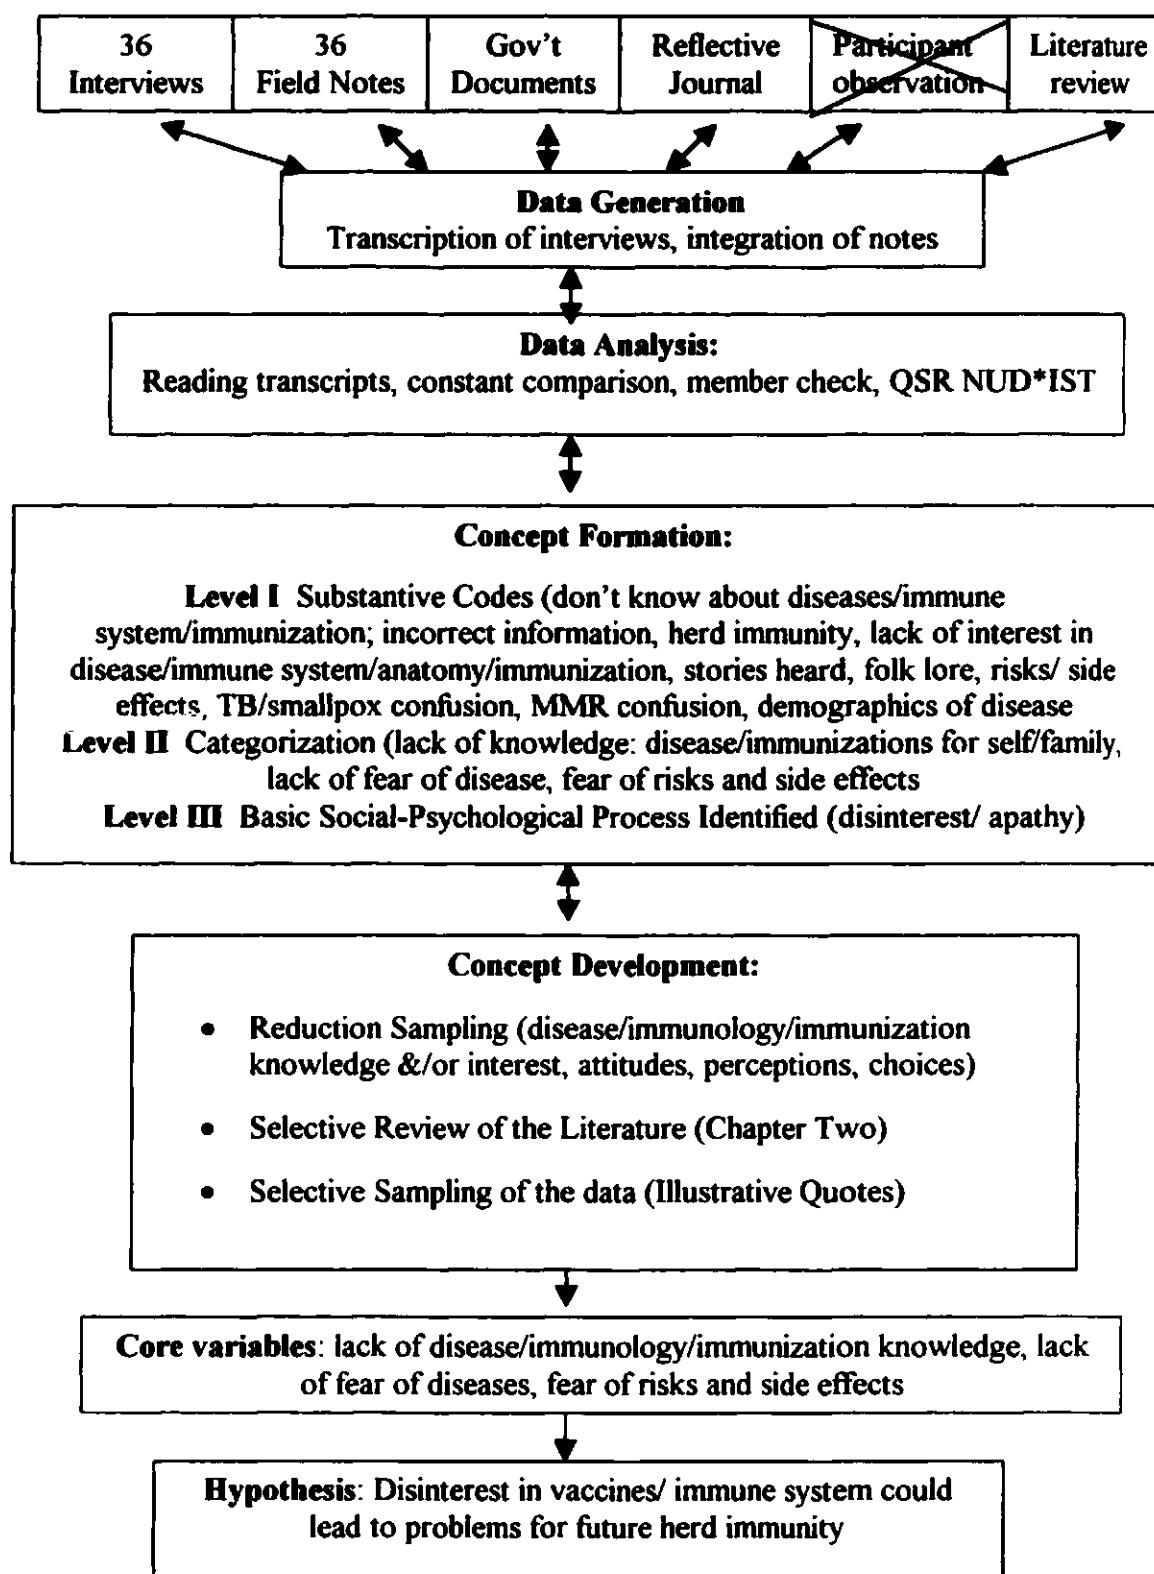 36
Interviews
36
Field Notes
Gov't
Documents
Reflective
Journal
Participant
observation
Literature
review
Data Generation
Transcription of interviews, integration of notes
Data Analysis:
Reading transcripts, constant comparison, member check, QSR NUD*IST
Concept Formation:
Level I Substantive Codes (don't know about diseases/immune
system/immunization; incorrect information, herd immunity, lack of interest in
disease/immune system/anatomy/immunization, stories heard, folk lore, risks/ side
effects, TB/smallpox confusion, MMR confusion, demographics of disease
Level II Categorization (lack of knowledge: disease/immunizations for self/family,
lack of fear of disease, fear of risks and side effects
Level III Basic Social-Psychological Process Identified (disinterest/ apathy)
Concept Development:
• Reduction Sampling (disease/immunology/immunization
knowledge &/or interest, attitudes, perceptions, choices)
• Selective Review of the Literature (Chapter Two)
• Selective Sampling of the data (Illustrative Quotes)
Core variables: lack of disease/immunology/immunization knowledge, lack
of fear of diseases, fear of risks and side effects
Hypothesis: Disinterest in vaccines/ immune system could
lead to problems for future herd immunity